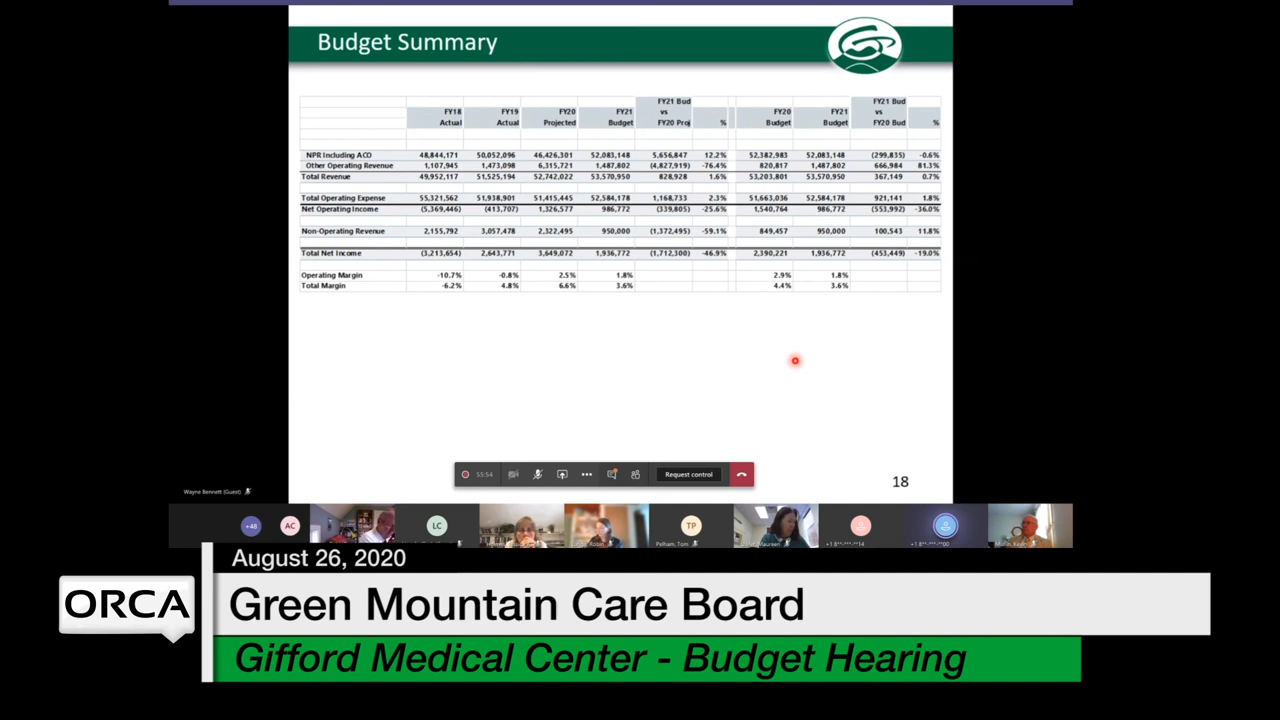 Budget Summary
FY18 Actual FY19 Actual FY20 Projected FY21 Budget FY21 Bud vs FY20 Proj % FY20 Budget FY21 Budget FY21 Bud vs FY20 Bud %
NPR Including ACO 48,844,171 50,052,096 46,426,301 52,083,148 5,656,847 12.2% 52,382,983 52,083,148 (299,835) -0.6%
Other Operating Revenue 1,107,945 1,473,098 6,315,721 1,487,802 (4,827,919) -76.4% 820,817 1,487,802 666,984 81.3%
Total Revenue 49,952,117 51,525,194 52,742,022 53,570,950 828,928 1.6% 53,203,801 53,570,950 367,149 0.7%
Total Operating Expense 55,321,562 51,938,901 51,415,445 52,584,178 1,168,733 2.3% 51,663,036 52,584,178 921,141 1.8%
Net Operating Income (5,369,446) (413,707) 1,326,577 986,772 (339,805) -25.6% 1,540,764 986,772 (553,992) -36.0%
Non-Operating Revenue 2,155,792 3,057,478 2,322,495 950,000 (1,372,495) -59.1% 849,457 950,000 100,543 11.8%
Total Net Income (3,213,654) 2,643,771 3,649,072 1,936,772 (1,712,300) -46.9% 2,390,221 1,936,772 (453,449) -19.0%
Operating Margin -10.7% -0.8% 2.5% 1.8% 2.9% 1.8%
Total Margin -6.2% 4.8% 6.6% 3.6% 4.4% 3.6%
55:54 Request control
18
Wayne Bennett (Guest)
+48 AC LC TP
Pelham, Tom
August 26, 2020
ORCA
Green Mountain Care Board
Gifford Medical Center - Budget Hearing